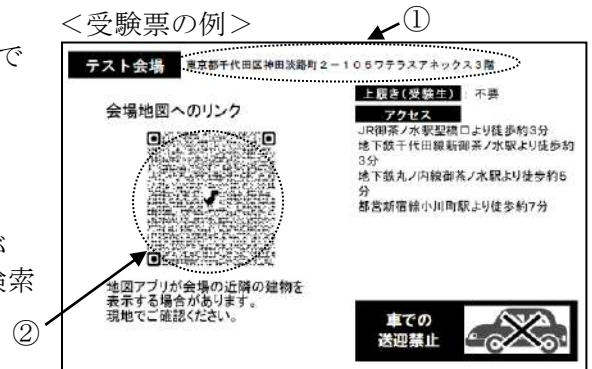 ＜受験票の例＞
①
で
テスト会場 東京都千代田区神田淡路町2－105ワテラスアネックス3階
上履き(受験生) : 不要
会場地図へのリンク
アクセス
JR御茶ノ水駅聖橋口より徒歩約3分
地下鉄千代田線新御茶ノ水駅より徒歩約
3分
地下鉄丸ノ内線御茶ノ水駅より徒歩約5
分
都営新宿線小川町駅より徒歩約7分
が
検索
②
地図アプリが会場の近隣の建物を
表示する場合があります。
現地でご確認ください。
車での
送迎禁止